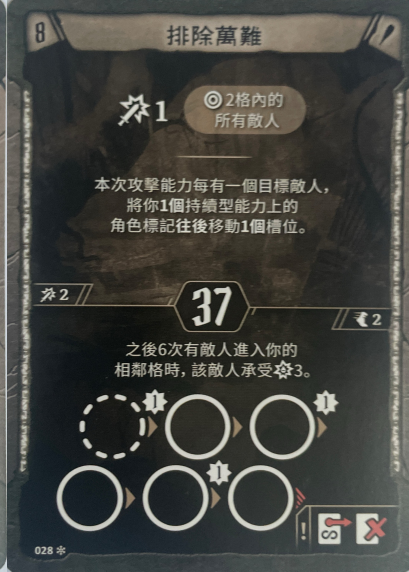 8
排除萬難
1
2格內的
所有敵人
本次攻擊能力每有一個目標敵人，
將你1個持續型能力上的
角色標記往後移動1個槽位。
2
37
2
之後6次有敵人進入你的
相鄰格時，該敵人承受3。
1
1
1
!
028